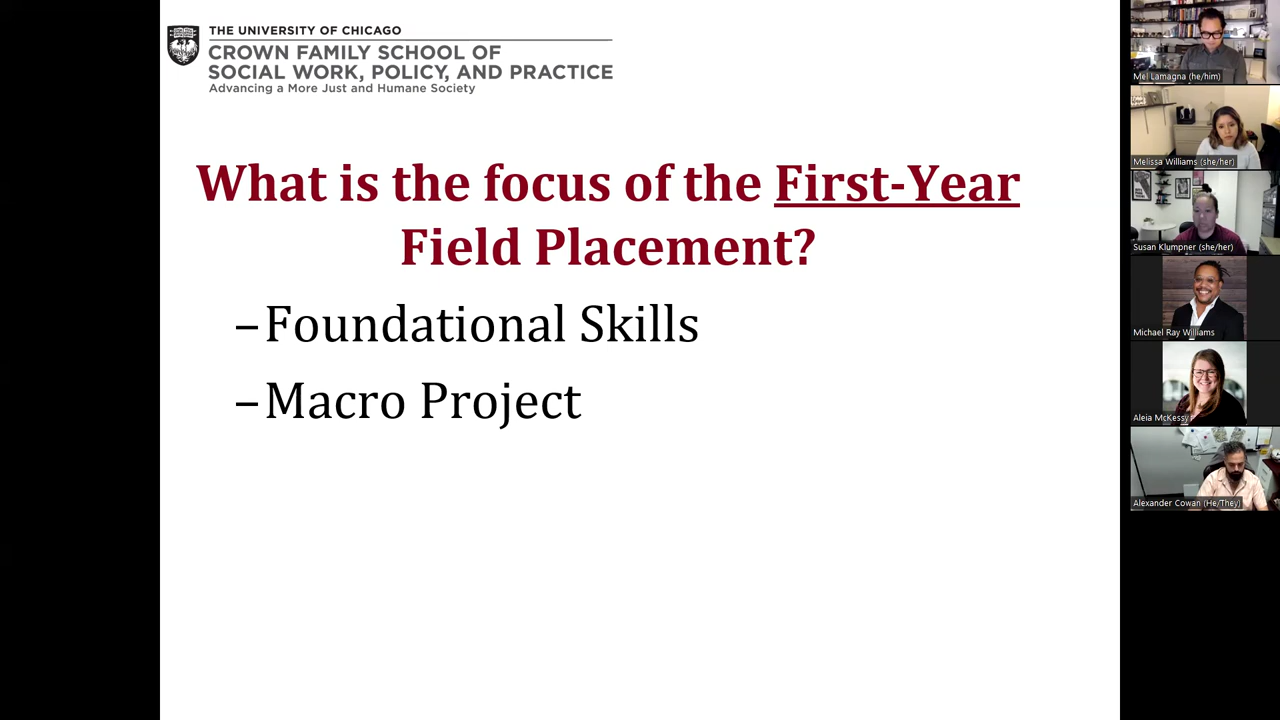 THE UNIVERSITY OF CHICAGO
CROWN FAMILY SCHOOL OF
SOCIAL WORK, POLICY, AND PRACTICE
Advancing a More Just and Humane Society
What is the focus of the First-Year
Field Placement?
–Foundational Skills
–Macro Project
Mel Lamagna (he/him)
Melissa Williams (she/her)
Susan Klumpner (she/her)
Michael Ray Williams
Aleia McKessy
Alexander Cowan (He/They)